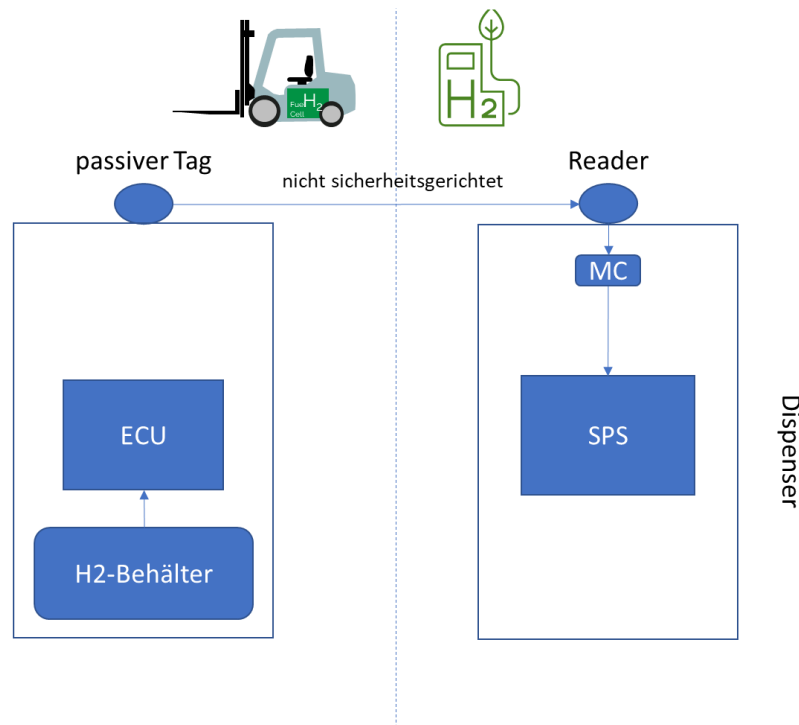 Fuel
Cell
H2
H2
passiver Tag
nicht sicherheitsgerichtet
Reader
MC
ECU
SPS
H2-Behälter
Dispenser